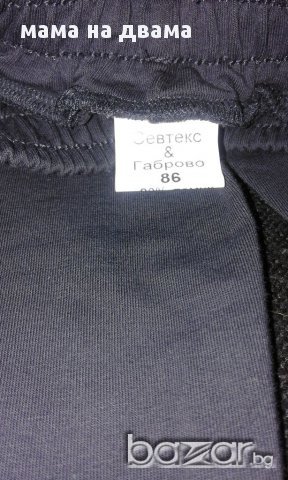 мама на двама
Севтекс
&
Габрово
86
bazar.bg